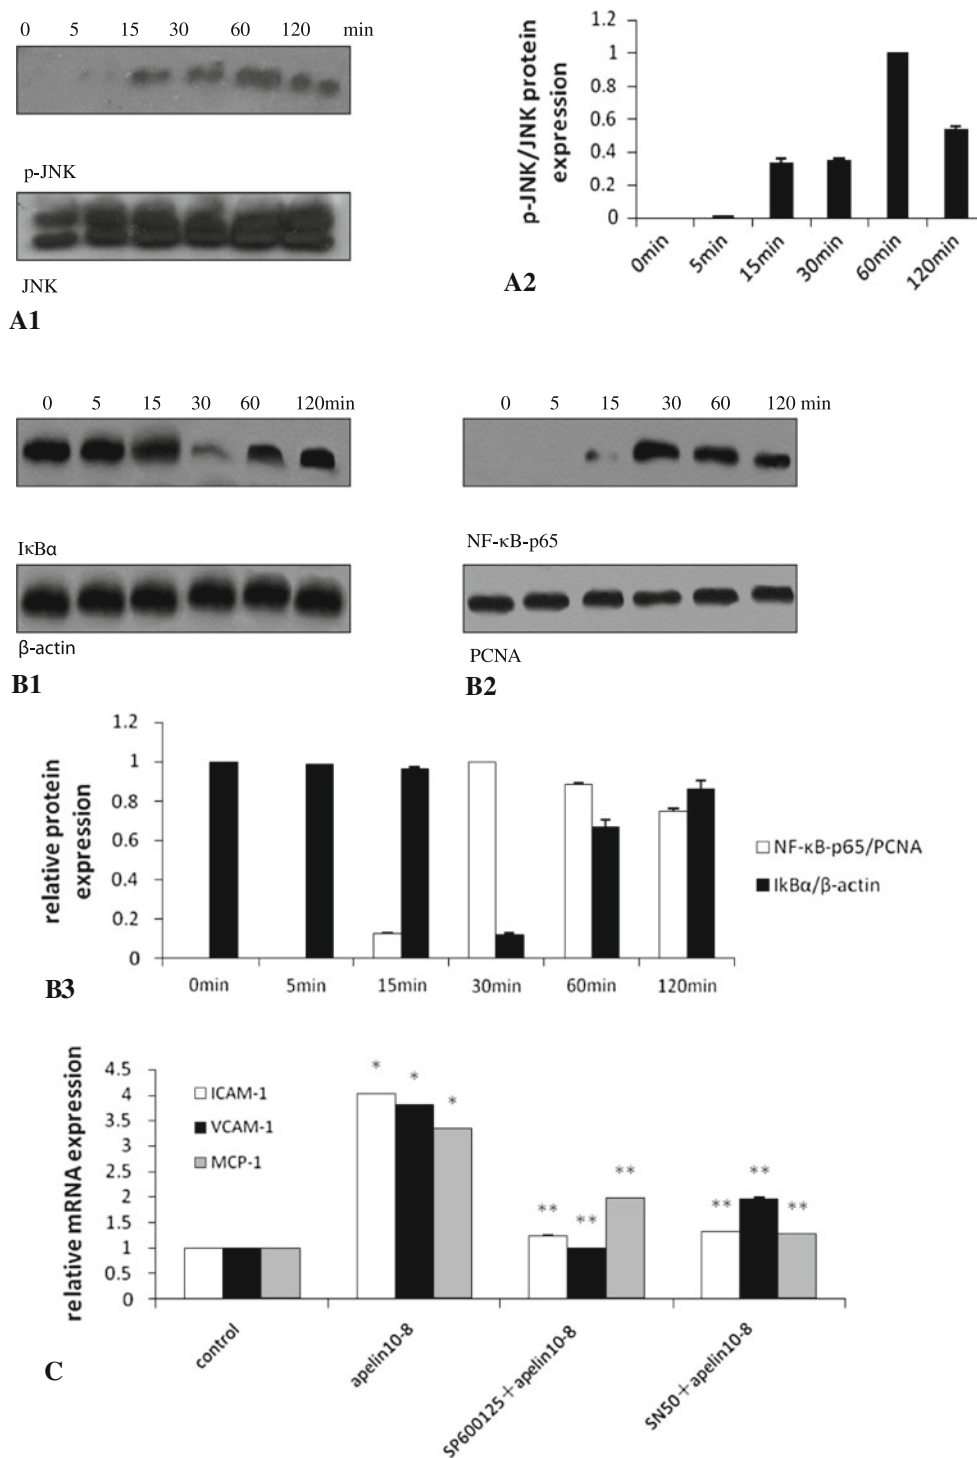 0 5 15 30 60 120 min
p-JNK
JNK
A1
1.2
1
0.8
0.6
0.4
0.2
0
p-JNK/JNK protein
expression
0min
5min
15min
30min
60min
120min
A2
0 5 15 30 60 120min
IκBα
β-actin
B1
0 5 15 30 60 120 min
NF-κB-p65
PCNA
B2
1.2
1
0.8
0.6
0.4
0.2
0
relative protein
expression
0min 5min 15min 30min 60min 120min
NF-κB-p65/PCNA
IkBα/β-actin
B3
4.5
4
3.5
3
2.5
2
1.5
1
0.5
0
relative mRNA expression
ICAM-1
VCAM-1
MCP-1
* * *
** ** **
** ** **
control
apelin10-8
SP600125+apelin10-8
SN50+apelin10-8
C